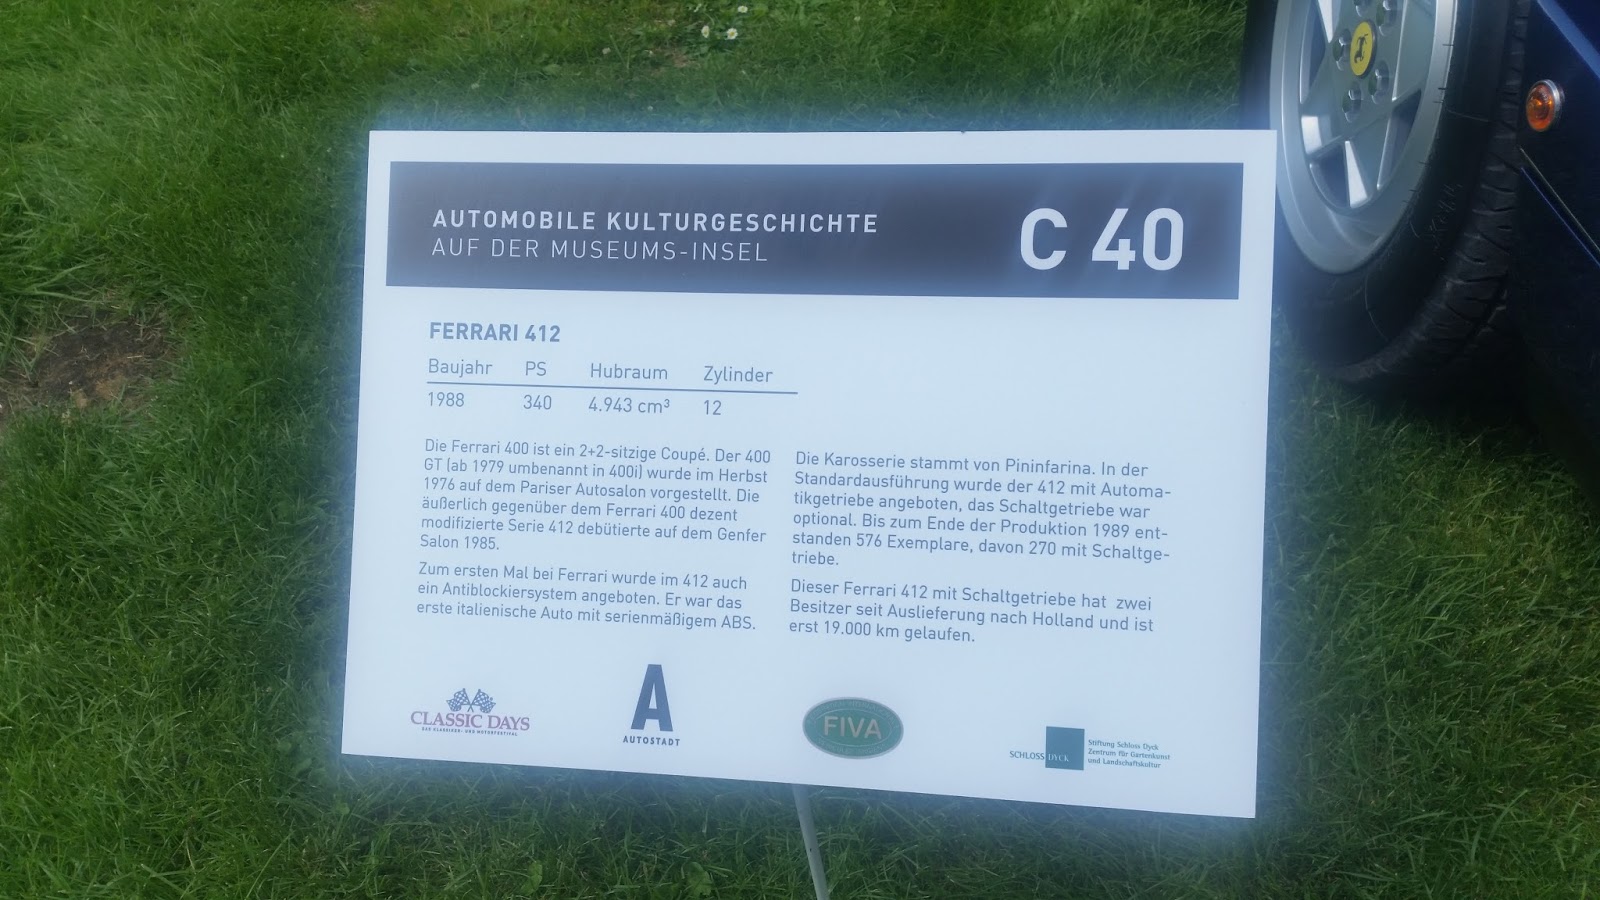 AUTOMOBILE KULTURGESCHICHTE
AUF DER MUSEUMS-INSEL
C 40
FERRARI 412
Baujahr PS Hubraum Zylinder
1988 340 4.943 cm³ 12
Die Ferrari 400 ist ein 2+2-sitzige Coupé. Der 400
GT (ab 1979 umbenannt in 400i) wurde im Herbst
1976 auf dem Pariser Autosalon vorgestellt. Die
äußerlich gegenüber dem Ferrari 400 dezent
modifizierte Serie 412 debütierte auf dem Genfer
Salon 1985.
Zum ersten Mal bei Ferrari wurde im 412 auch
ein Antiblockiersystem angeboten. Er war das
erste italienische Auto mit serienmäßigem ABS.
Die Karosserie stammt von Pininfarina. In der
Standardausführung wurde der 412 mit Automa-
tikgetriebe angeboten, das Schaltgetriebe war
optional. Bis zum Ende der Produktion 1989 ent-
standen 576 Exemplare, davon 270 mit Schaltge-
triebe.
Dieser Ferrari 412 mit Schaltgetriebe hat zwei
Besitzer seit Auslieferung nach Holland und ist
erst 19.000 km gelaufen.
CLASSIC DAYS
DAS KLASSIKER- UND MOTORFESTIVAL
A
AUTOSTADT
FIVA
SCHLOSS DYCK
Stiftung Schloss Dyck
Zentrum für Gartenkunst
und Landschaftskultur